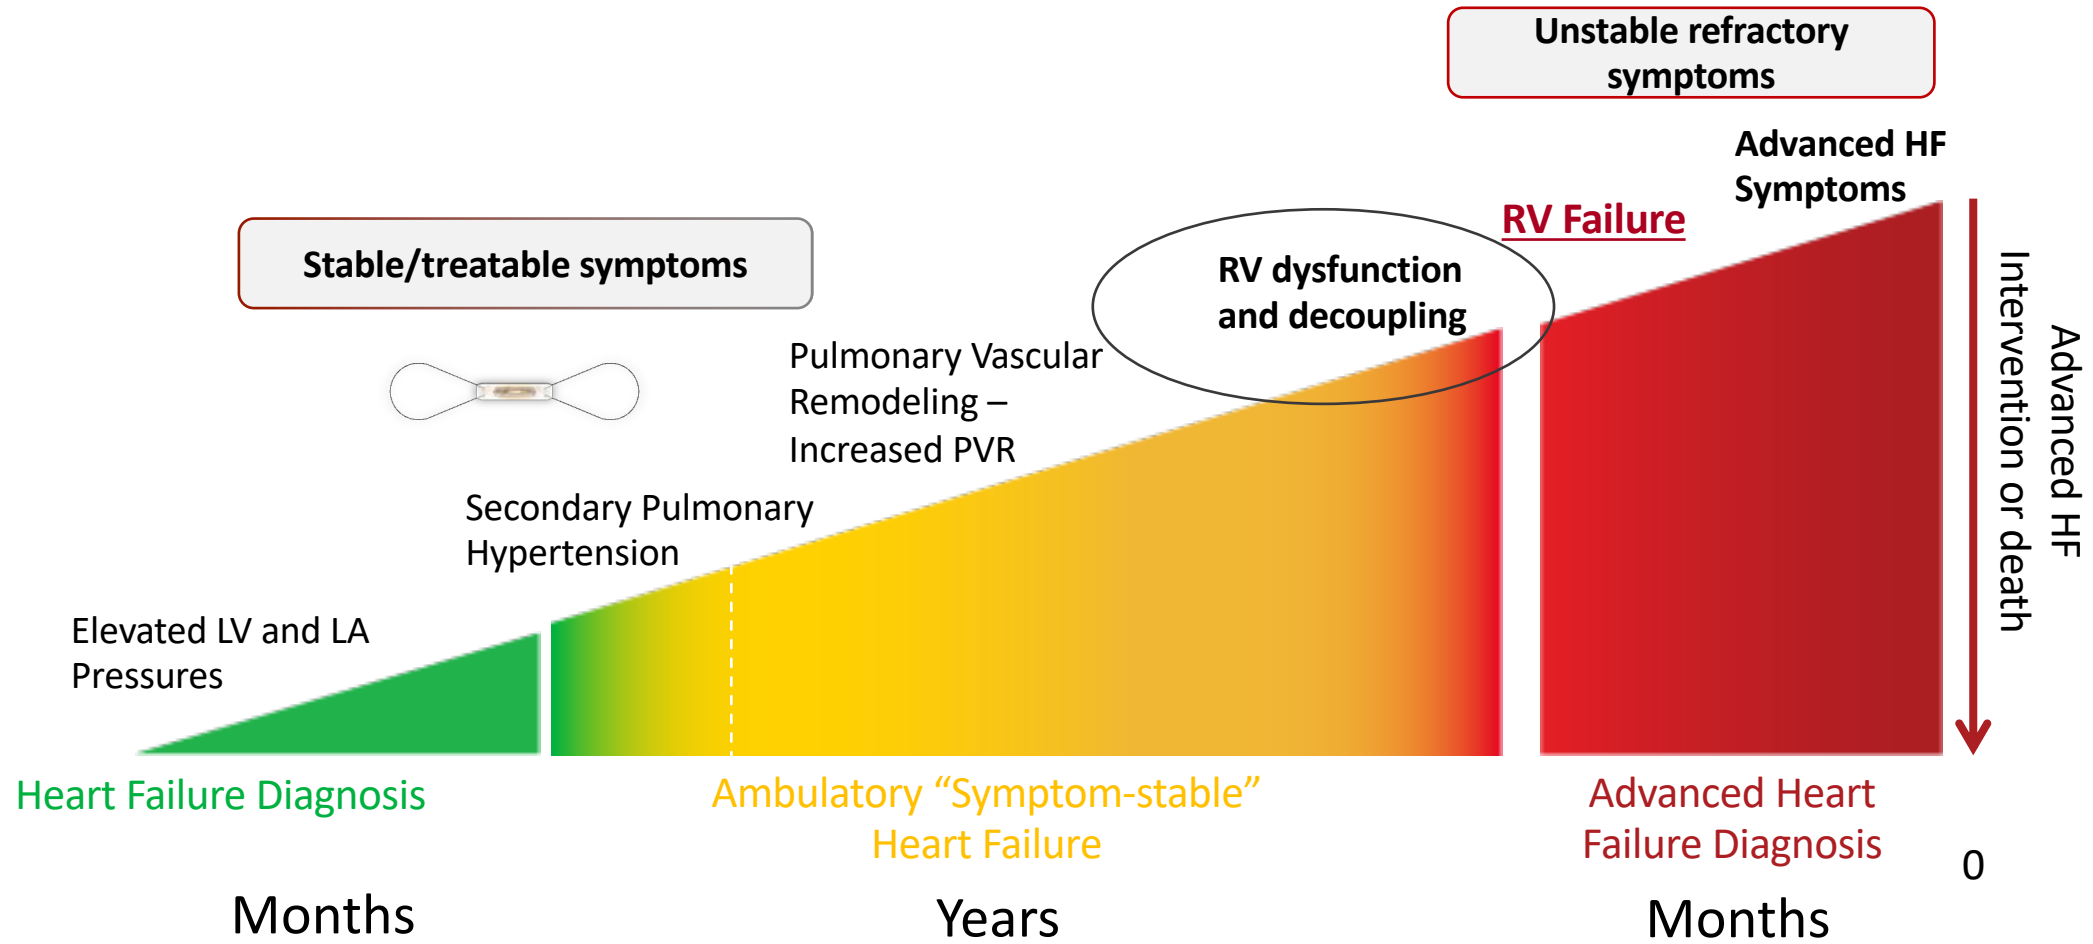 Unstable refractory
symptoms
Advanced HF
Symptoms
RV Failure
Stable/treatable symptoms
RV dysfunction
and decoupling
Pulmonary Vascular
Remodeling –
Increased PVR
Secondary Pulmonary
Hypertension
Elevated LV and LA
Pressures
Advanced HF
Intervention or death
Heart Failure Diagnosis
Ambulatory “Symptom-stable”
Heart Failure
Advanced Heart
Failure Diagnosis
0
Months
Years
Months